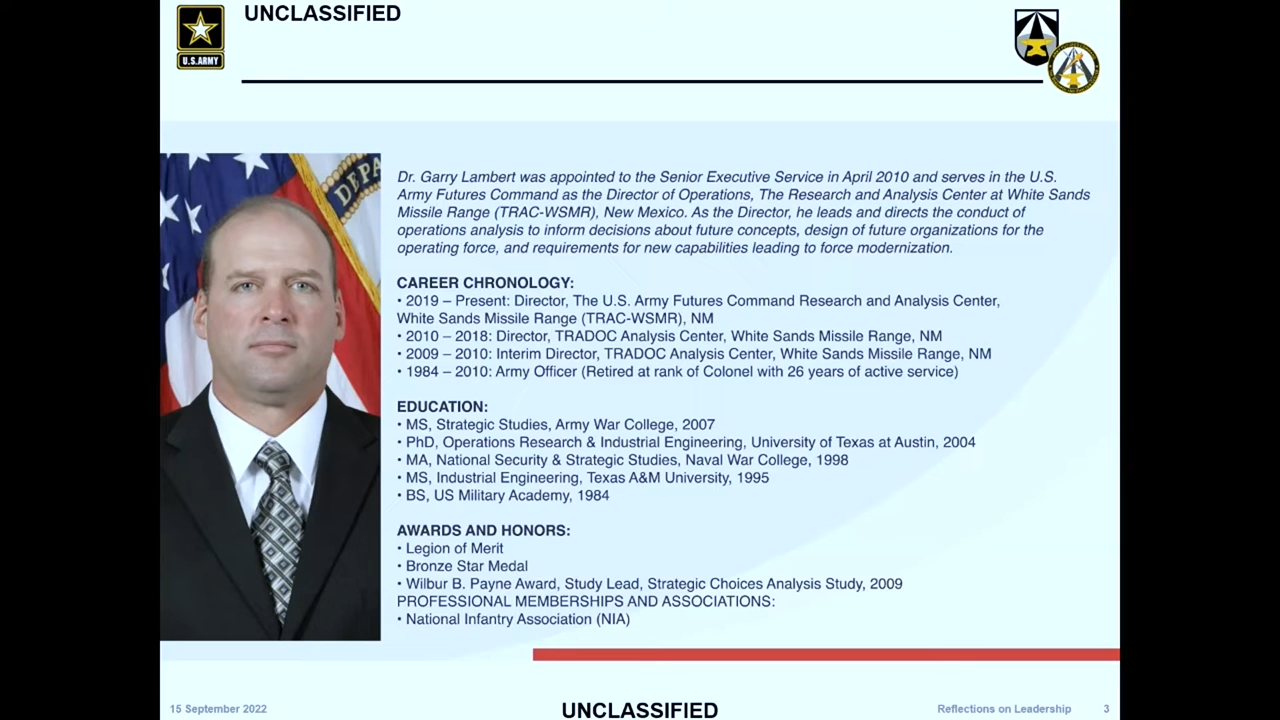 UNCLASSIFIED
U.S.ARMY
DEPA
Dr. Garry Lambert was appointed to the Senior Executive Service in April 2010 and serves in the U.S.
Army Futures Command as the Director of Operations, The Research and Analysis Center at White Sands
Missile Range (TRAC-WSMR), New Mexico. As the Director, he leads and directs the conduct of
operations analysis to inform decisions about future concepts, design of future organizations for the
operating force, and requirements for new capabilities leading to force modernization.
CAREER CHRONOLOGY:
• 2019 – Present: Director, The U.S. Army Futures Command Research and Analysis Center,
White Sands Missile Range (TRAC-WSMR), NM
• 2010 – 2018: Director, TRADOC Analysis Center, White Sands Missile Range, NM
• 2009 – 2010: Interim Director, TRADOC Analysis Center, White Sands Missile Range, NM
• 1984 – 2010: Army Officer (Retired at rank of Colonel with 26 years of active service)
EDUCATION:
• MS, Strategic Studies, Army War College, 2007
• PhD, Operations Research & Industrial Engineering, University of Texas at Austin, 2004
• MA, National Security & Strategic Studies, Naval War College, 1998
• MS, Industrial Engineering, Texas A&M University, 1995
• BS, US Military Academy, 1984
AWARDS AND HONORS:
• Legion of Merit
• Bronze Star Medal
• Wilbur B. Payne Award, Study Lead, Strategic Choices Analysis Study, 2009
PROFESSIONAL MEMBERSHIPS AND ASSOCIATIONS:
• National Infantry Association (NIA)
15 September 2022
UNCLASSIFIED
Reflections on Leadership
3